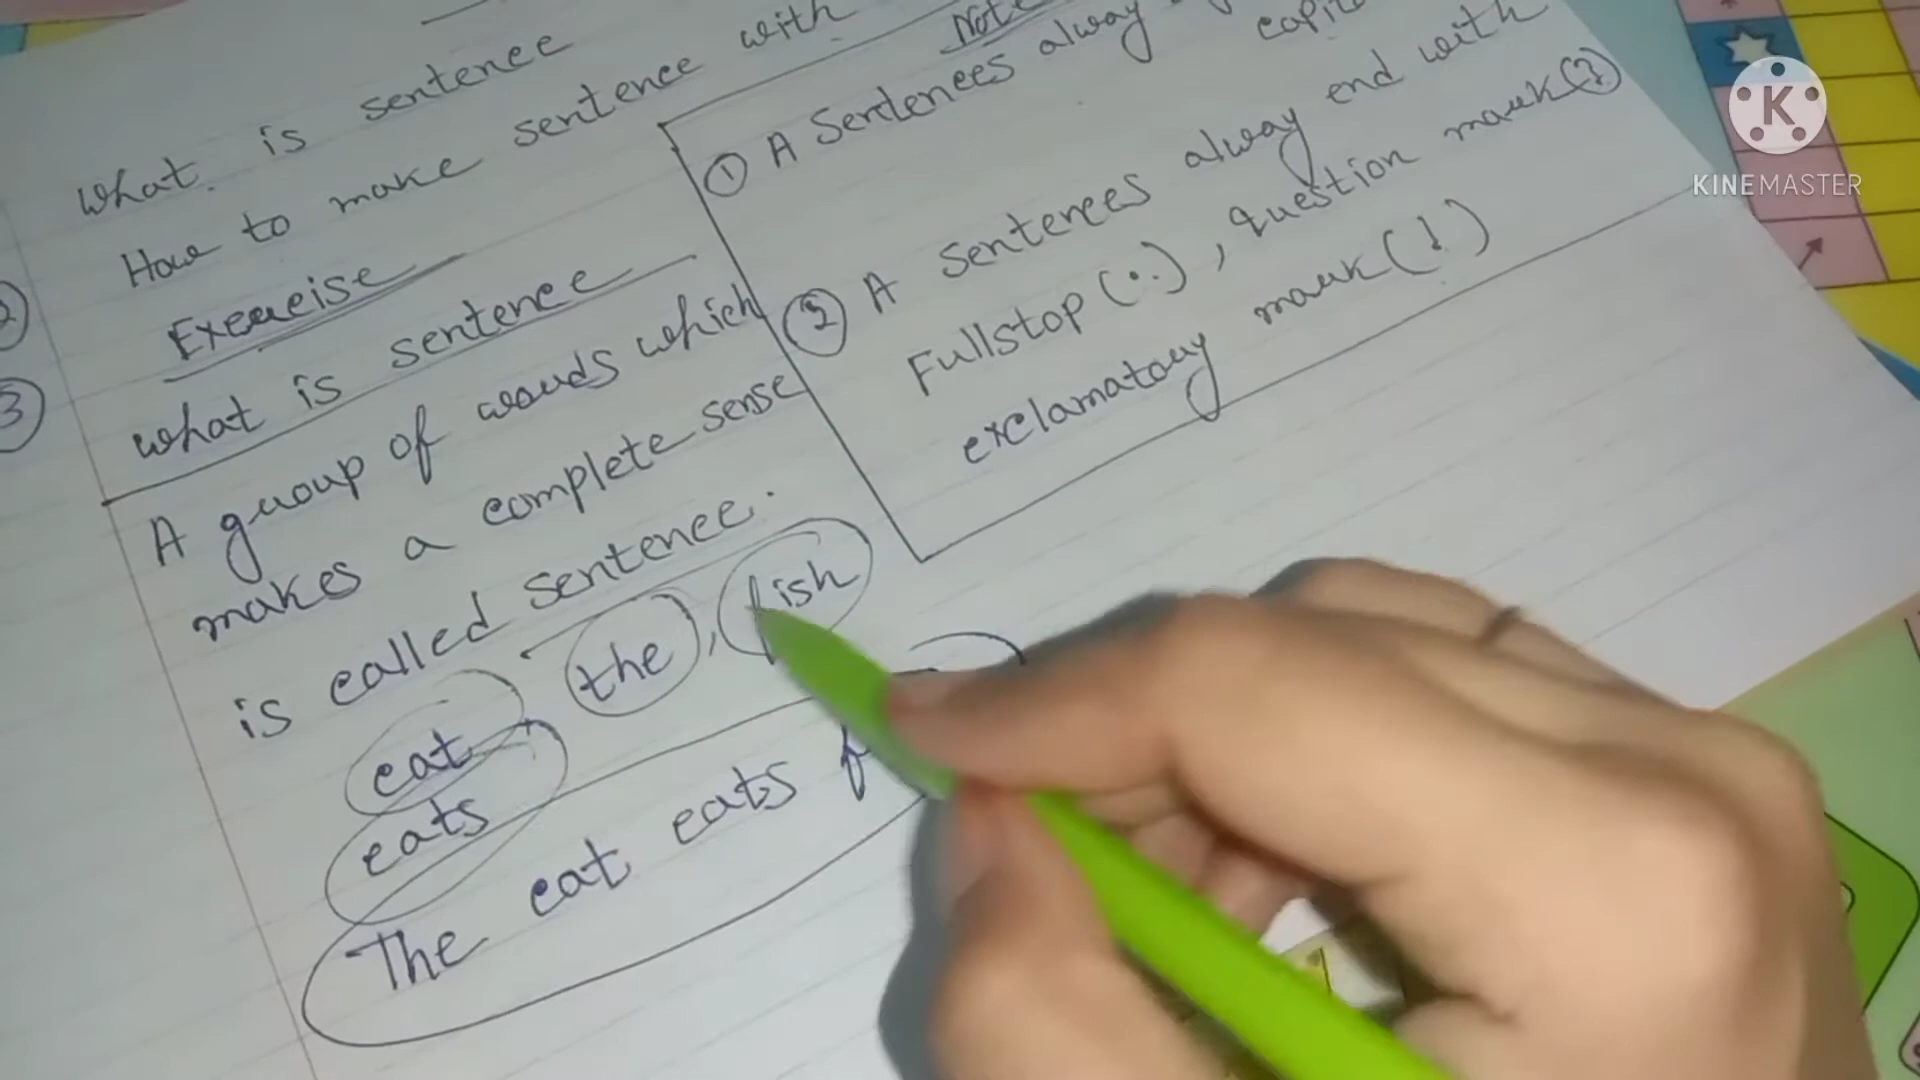 What is sentence
2 How to make sentence with
3 Exercise
what is sentence
A group of words which
makes a complete sense
is called sentence.
cat the, fish
eats
The cat eats
Note
1 A Sentences alway
2 A Sentences alway end with
Fullstop (.), question mark (?)
exclamatory mark (!)
K
KINEMASTER